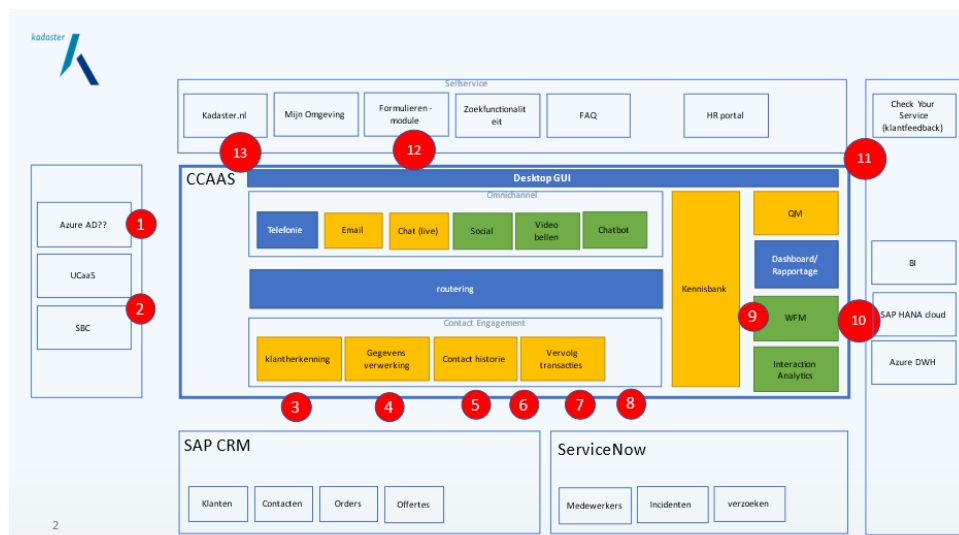 kadaster
Selfservice
Kadaster.nl
Mijn Omgeving
Formulieren -
module
Zoekfunctionalit
eit
FAQ
HR portal
Check Your
Service
(klantfeedback)
13
12
11
CCAAS
Desktop GUI
Omnichannel
Telefonie
Email
Chat (live)
Social
Video
bellen
Chatbot
QM
Azure AD??
1
Dashboard/
Rapportage
UCaaS
BI
routering
Kennisbank
2
SBC
9
WFM
10
SAP HANA cloud
Contact Engagement
klantherkenning
Gegevens
verwerking
Contact historie
Vervolg
transacties
Interaction
Analytics
Azure DWH
3
4
5
6
7
8
SAP CRM
ServiceNow
Klanten
Contacten
Orders
Offertes
Medewerkers
Incidenten
verzoeken
2